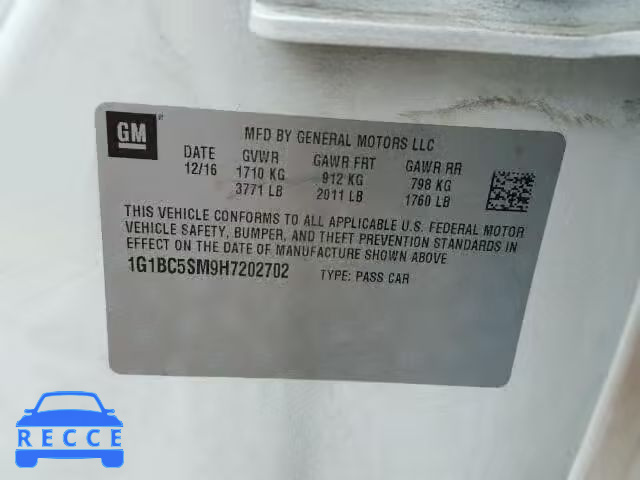 GM
MFD BY GENERAL MOTORS LLC
DATE GVWR GAWR FRT GAWR RR
12/16 1710 KG 912 KG 798 KG
3771 LB 2011 LB 1760 LB
THIS VEHICLE CONFORMS TO ALL APPLICABLE U.S. FEDERAL MOTOR
VEHICLE SAFETY, BUMPER, AND THEFT PREVENTION STANDARDS IN
EFFECT ON THE DATE OF MANUFACTURE SHOWN ABOVE
1G1BC5SM9H7202702 TYPE: PASS CAR
RECCE